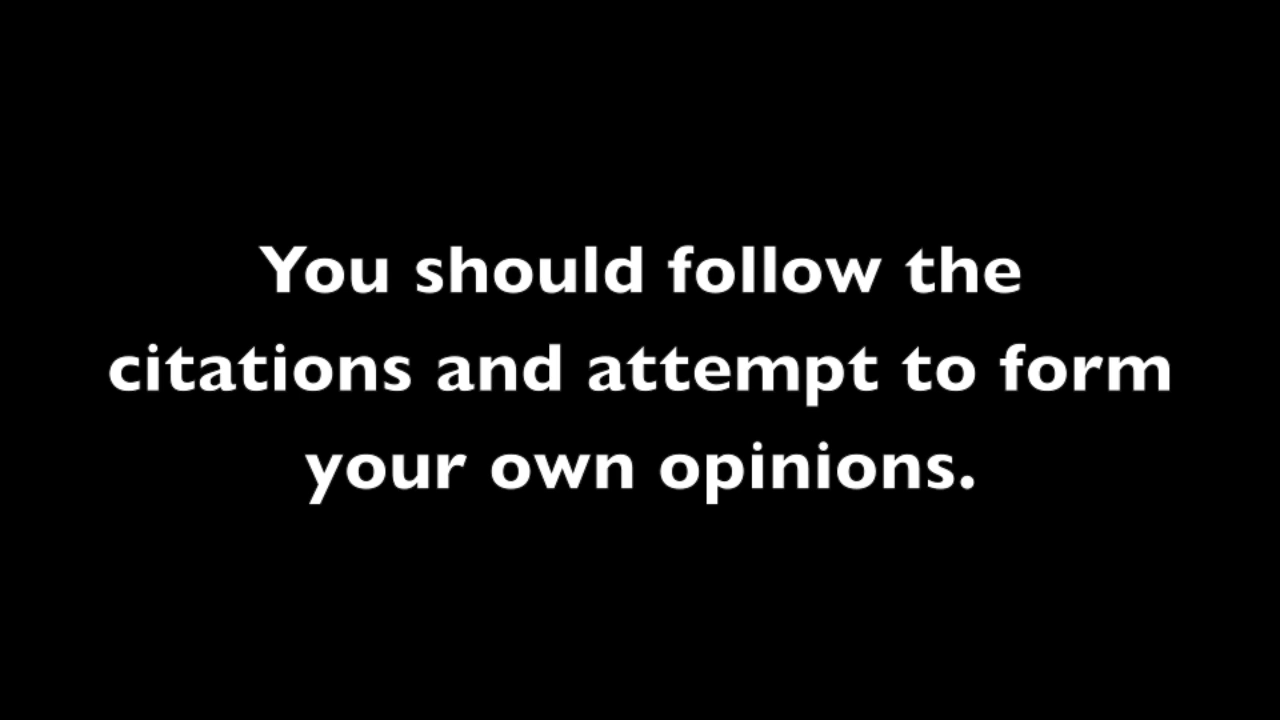 You should follow the
citations and attempt to form
your own opinions.